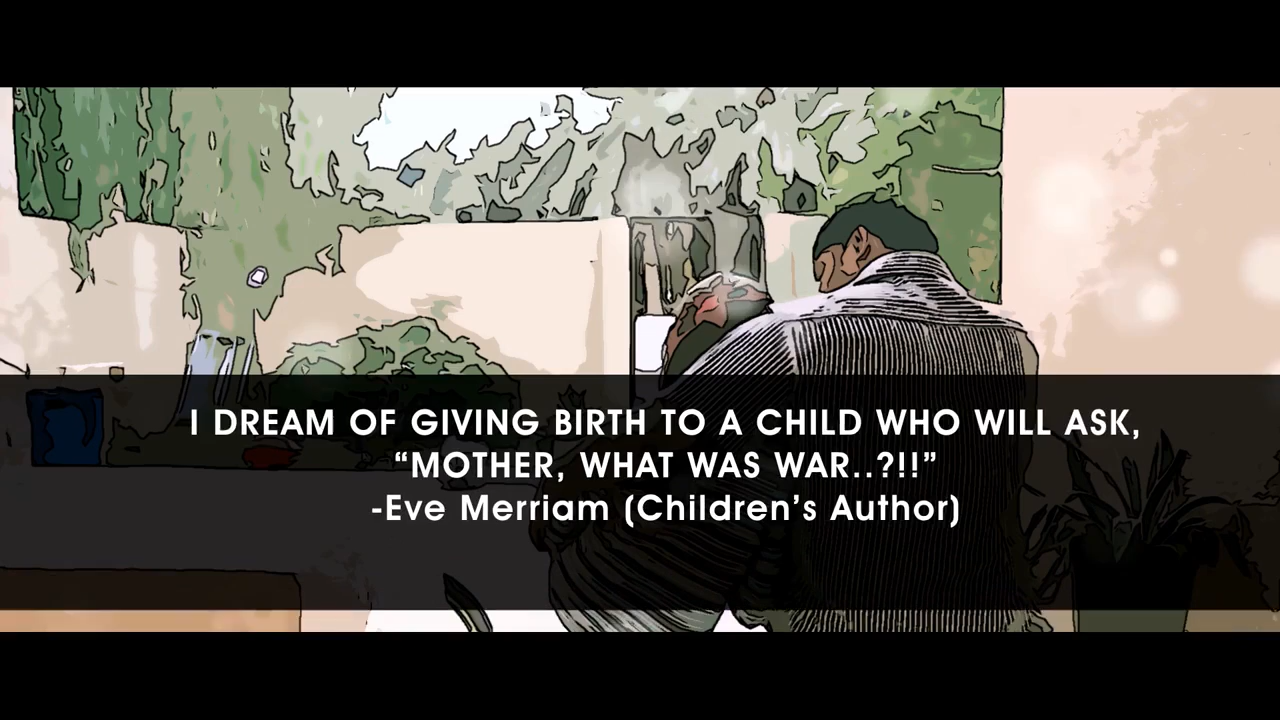 I DREAM OF GIVING BIRTH TO A CHILD WHO WILL ASK,
“MOTHER, WHAT WAS WAR..?!!”
-Eve Merriam (Children’s Author)